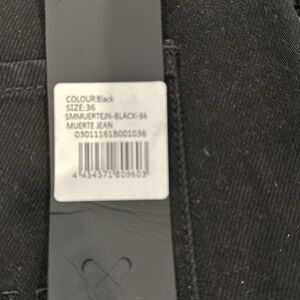 COLOUR:Black
SIZE:36
SMMUERTEJN-BLACK-36
MUERTE JEAN
03011161B001036
4 454571 809603